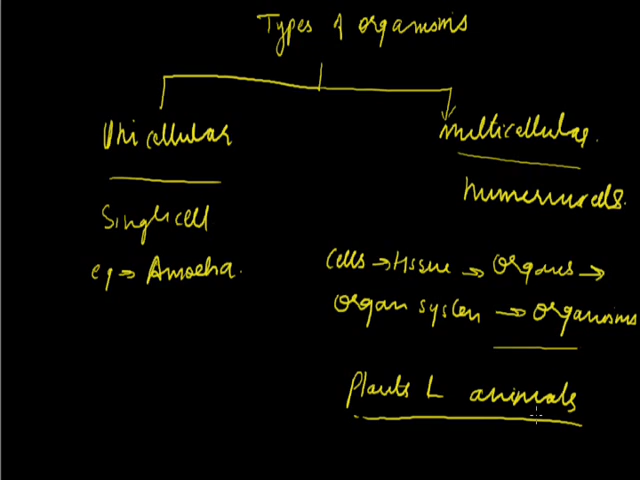 Types of organisms
Unicellular
multicellular.
Single cell
numerous cells.
eg → Amoeba.
Cells → tissue → Organs →
Organ system → Organisms
Plants & animals